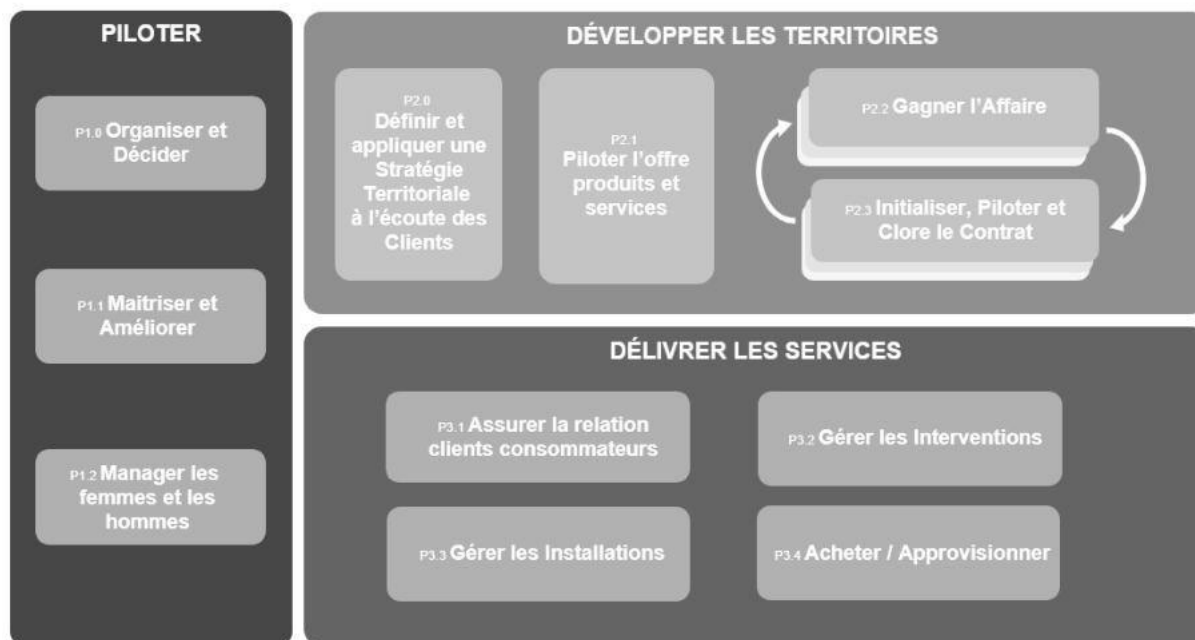 PILOTER
P1.0 Organiser et
Décider
P1.1 Maitriser et
Améliorer
P1.2 Manager les
femmes et les
hommes
DÉVELOPPER LES TERRITOIRES
P2.0
Définir et
appliquer une
Stratégie
Territoriale
à l'écoute des
Clients
P2.1
Piloter l'offre
produits et
services
P2.2 Gagner l'Affaire
P2.3 Initialiser, Piloter et
Clore le Contrat
DÉLIVRER LES SERVICES
P3.1 Assurer la relation
clients consommateurs
P3.2 Gérer les Interventions
P3.3 Gérer les Installations
P3.4 Acheter / Approvisionner